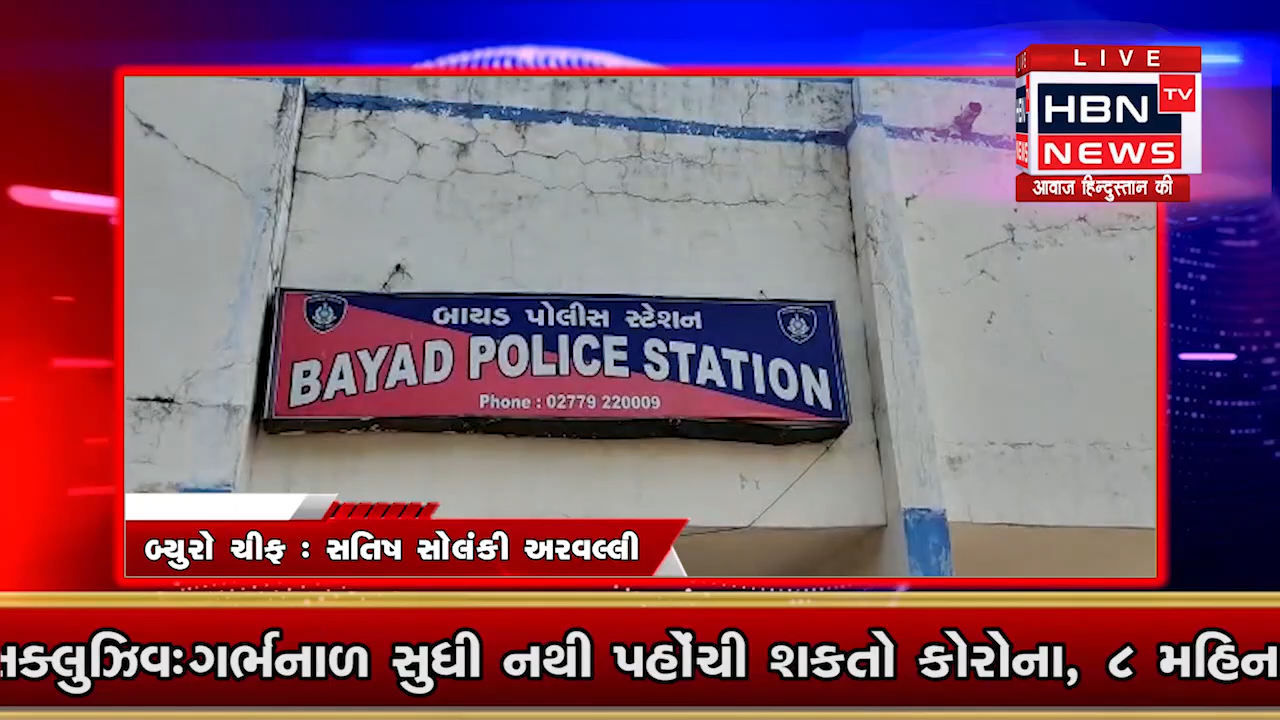 LIVE
HBN TV
NEWS
आवाज हिन्दुस्तान की
બાયડ પોલીસ સ્ટેશન
BAYAD POLICE STATION
Phone : 02779 220009
બ્યુરો ચીફ : સતિષ સોલંકી અરવલ્લી
ગર્ભનાળ સુધી નથી પહોંચી શકતો કોરોના, ૮